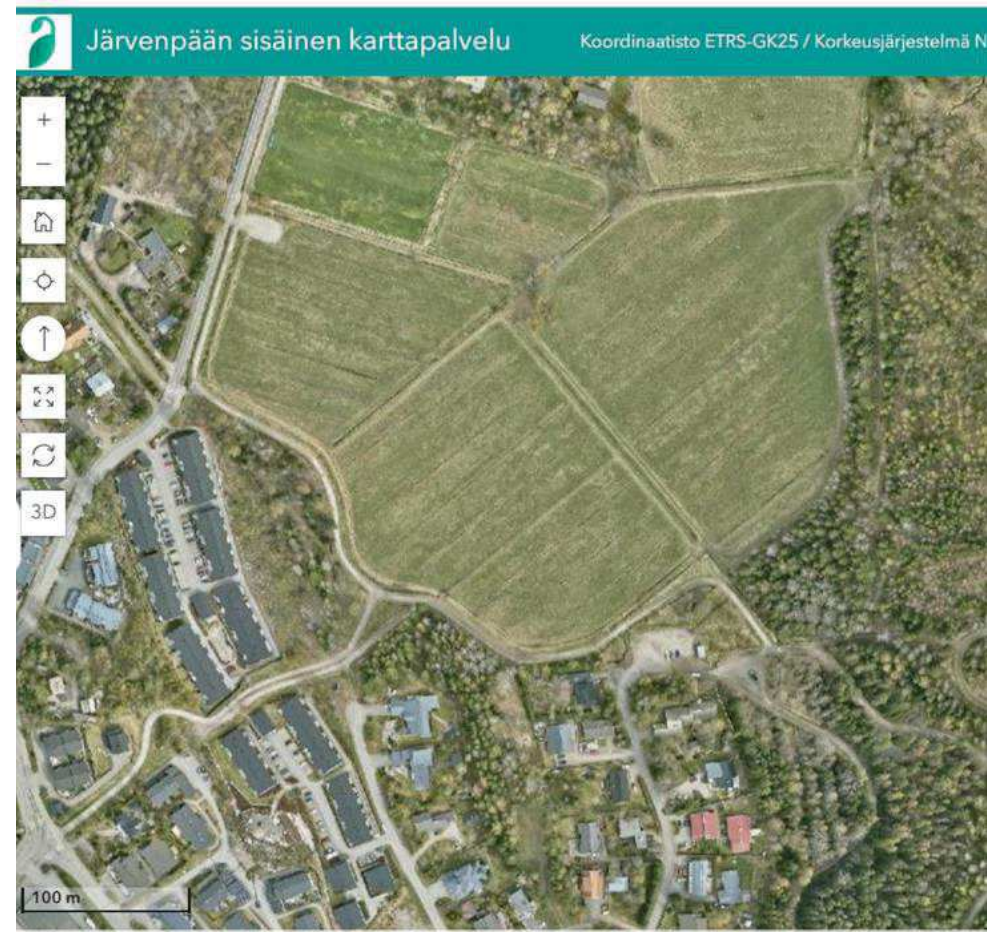 Järvenpään sisäinen karttapalvelu
Koordinaatisto ETRS-GK25 / Korkeusjärjestelmä N
+
−
3D
100 m